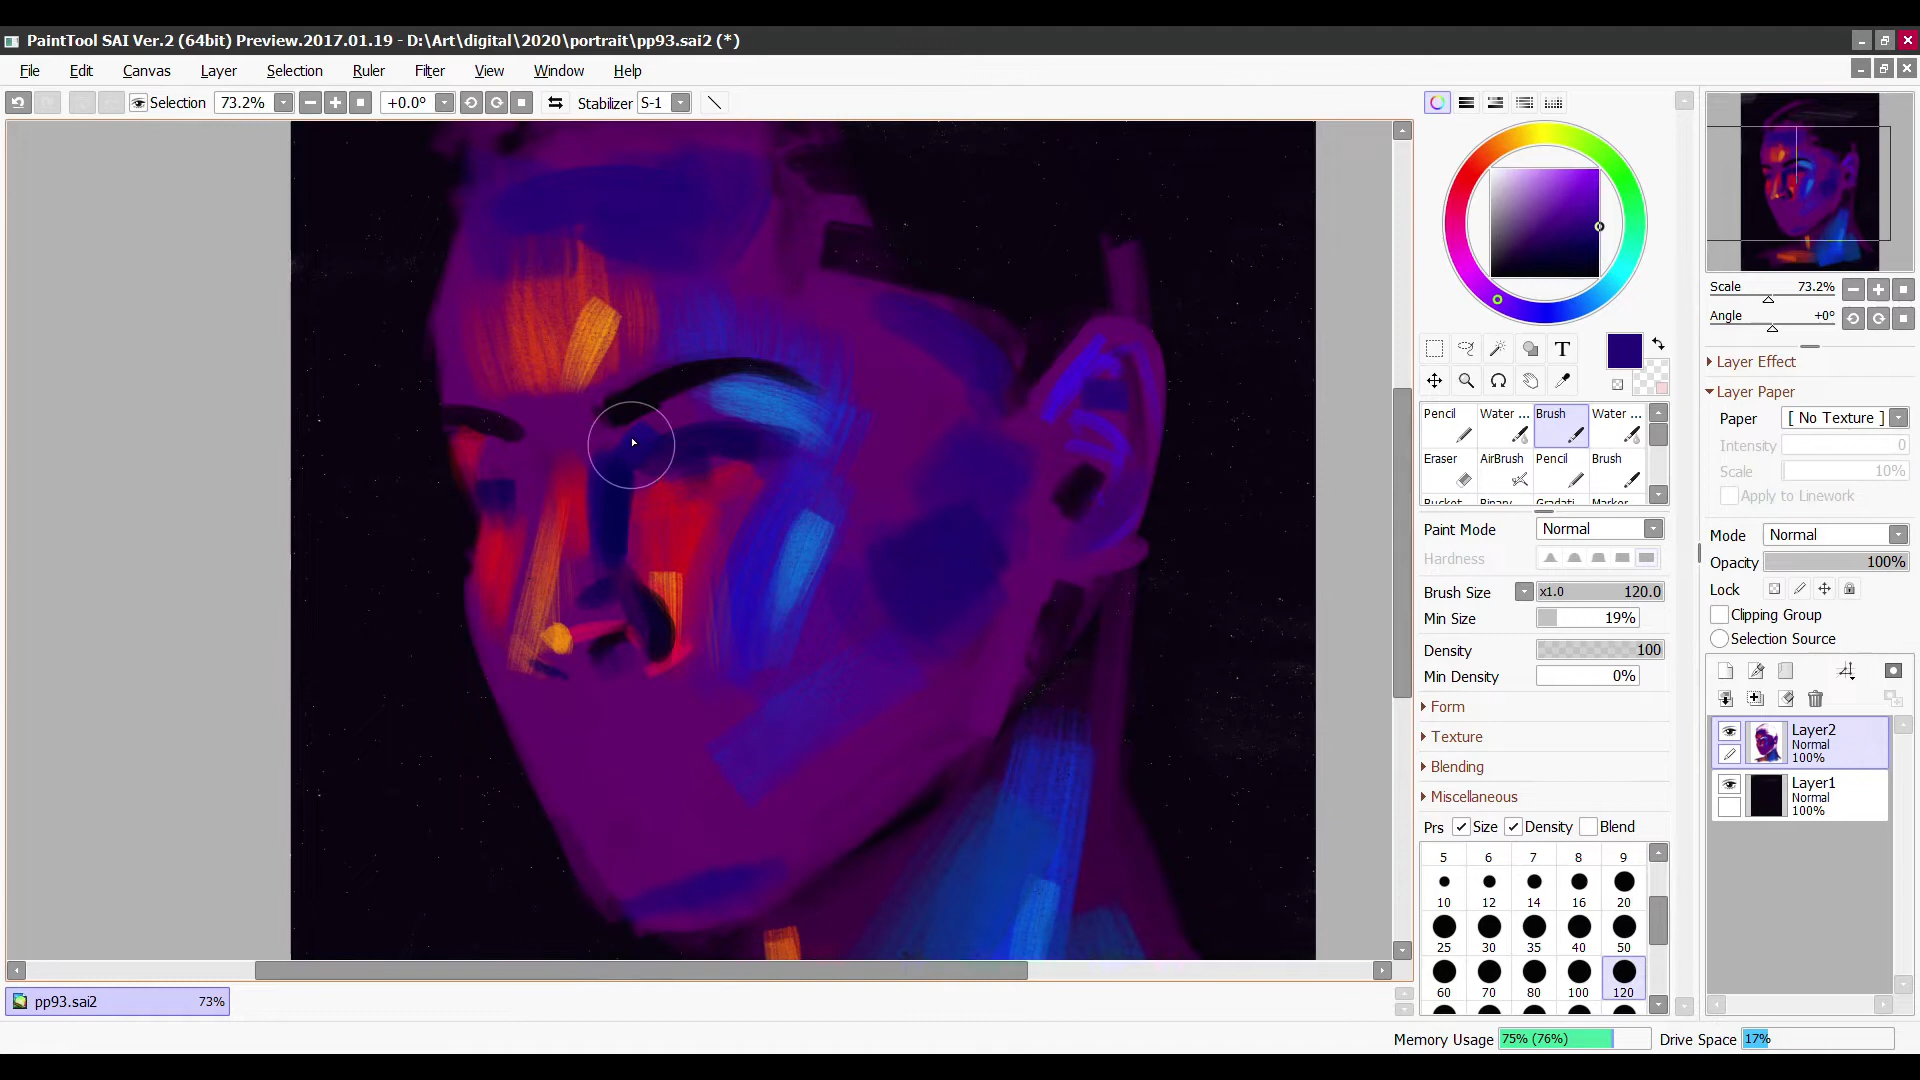 PaintTool SAI Ver.2 (64bit) Preview.2017.01.19 - D:\Art\digital\2020\portrait\pp93.sai2 (*)
File Edit Canvas Layer Selection Ruler Filter View Window Help
Selection 73.2% +0.0° Stabilizer S-1
Scale 73.2%
Angle +0°
Layer Effect
Layer Paper
Paper [ No Texture ]
Intensity 0
Scale 10%
Apply to Linework
Mode Normal
Opacity 100%
Lock
Clipping Group
Selection Source
Layer2
Normal
100%
Layer1
Normal
100%
T
Pencil Water ... Brush Water ...
Eraser AirBrush Pencil Brush
Paint Mode Normal
Hardness
Brush Size x1.0 120.0
Min Size 19%
Density 100
Min Density 0%
Form
Texture
Blending
Miscellaneous
Prs Size Density Blend
5 6 7 8 9
10 12 14 16 20
25 30 35 40 50
60 70 80 100 120
pp93.sai2 73%
Memory Usage 75% (76%) Drive Space 17%